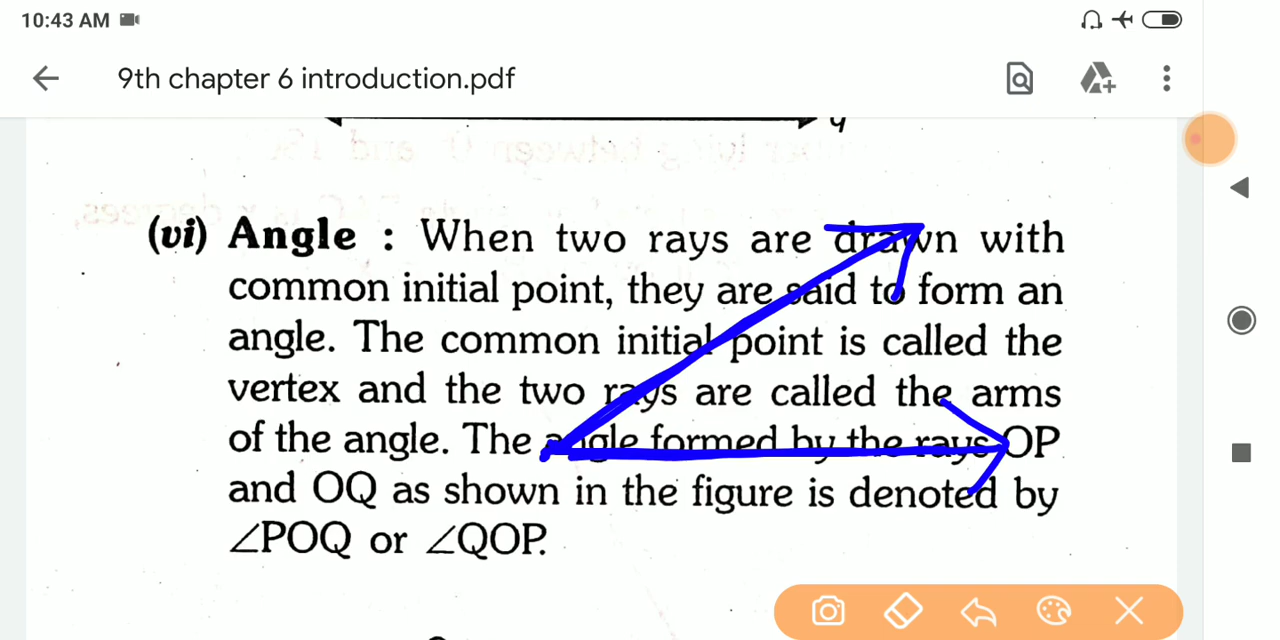 10:43 AM
9th chapter 6 introduction.pdf
(vi) Angle : When two rays are drawn with
common initial point, they are said to form an
angle. The common initial point is called the
vertex and the two rays are called the arms
of the angle. The angle formed by the rays OP
and OQ as shown in the figure is denoted by
∠POQ or ∠QOP.